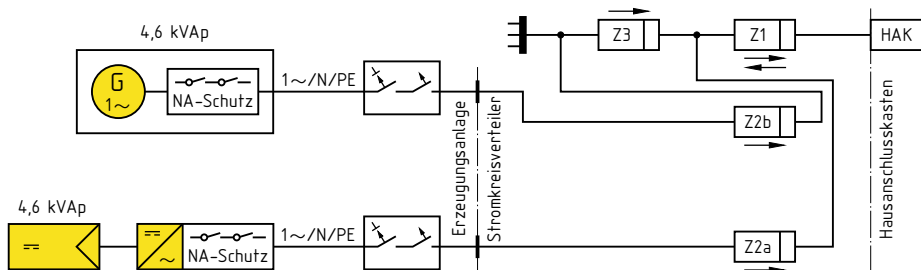 4,6 kVAp
G
1~
NA-Schutz
1~/N/PE
Z3
Z1
HAK
Z2b
Erzeugungsanlage
Stromkreisverteiler
Hausanschlusskasten
4,6 kVAp
~
NA-Schutz
1~/N/PE
Z2a